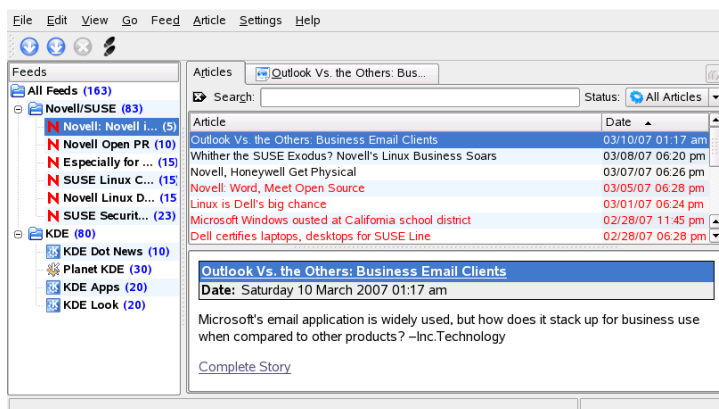 File Edit View Go Feed Article Settings Help
Feeds
All Feeds (163)
Novell/SUSE (83)
Novell: Novell i... (5)
Novell Open PR (10)
Especially for ... (15)
SUSE Linux C... (15)
Novell Linux D... (15
SUSE Securit... (23)
KDE (80)
KDE Dot News (10)
Planet KDE (30)
KDE Apps (20)
KDE Look (20)
Articles Outlook Vs. the Others: Bus...
Search: Status: All Articles
Article Date
Outlook Vs. the Others: Business Email Clients 03/10/07 01:17 am
Whither the SUSE Exodus? Novell's Linux Business Soars 03/08/07 06:20 pm
Novell, Honeywell Get Physical 03/07/07 06:26 pm
Novell: Word, Meet Open Source 03/05/07 06:28 pm
Linux is Dell's big chance 03/01/07 06:24 pm
Microsoft Windows ousted at California school district 02/28/07 11:45 pm
Dell certifies laptops, desktops for SUSE Line 02/28/07 06:28 pm
Outlook Vs. the Others: Business Email Clients
Date: Saturday 10 March 2007 01:17 am
Microsoft's email application is widely used, but how does it stack up for business use
when compared to other products? –Inc.Technology
Complete Story